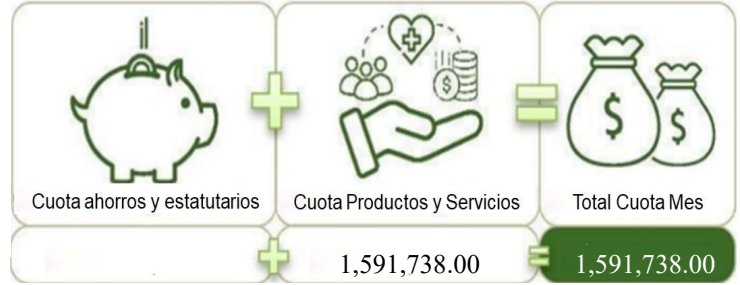 Cuota ahorros y estatutarios
Cuota Productos y Servicios
Total Cuota Mes
$
$
$
+
1,591,738.00
=
1,591,738.00